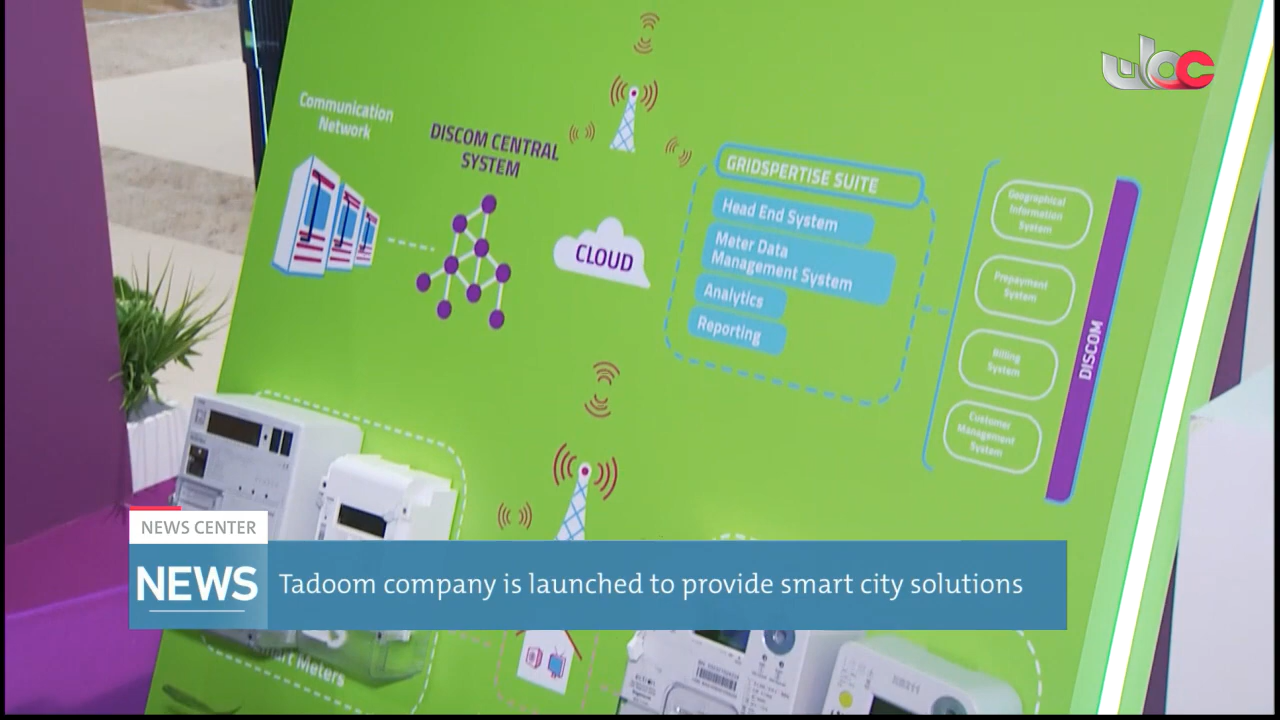 Communication
Network
DISCOM CENTRAL
SYSTEM
CLOUD
GRIDSPERTISE SUITE
Head End System
Meter Data
Management System
Analytics
Reporting
Geographical
Information
System
Prepayment
System
Billing
System
Customer
Management
System
DISCOM
NEWS CENTER
NEWS
Tadoom company is launched to provide smart city solutions
Meters